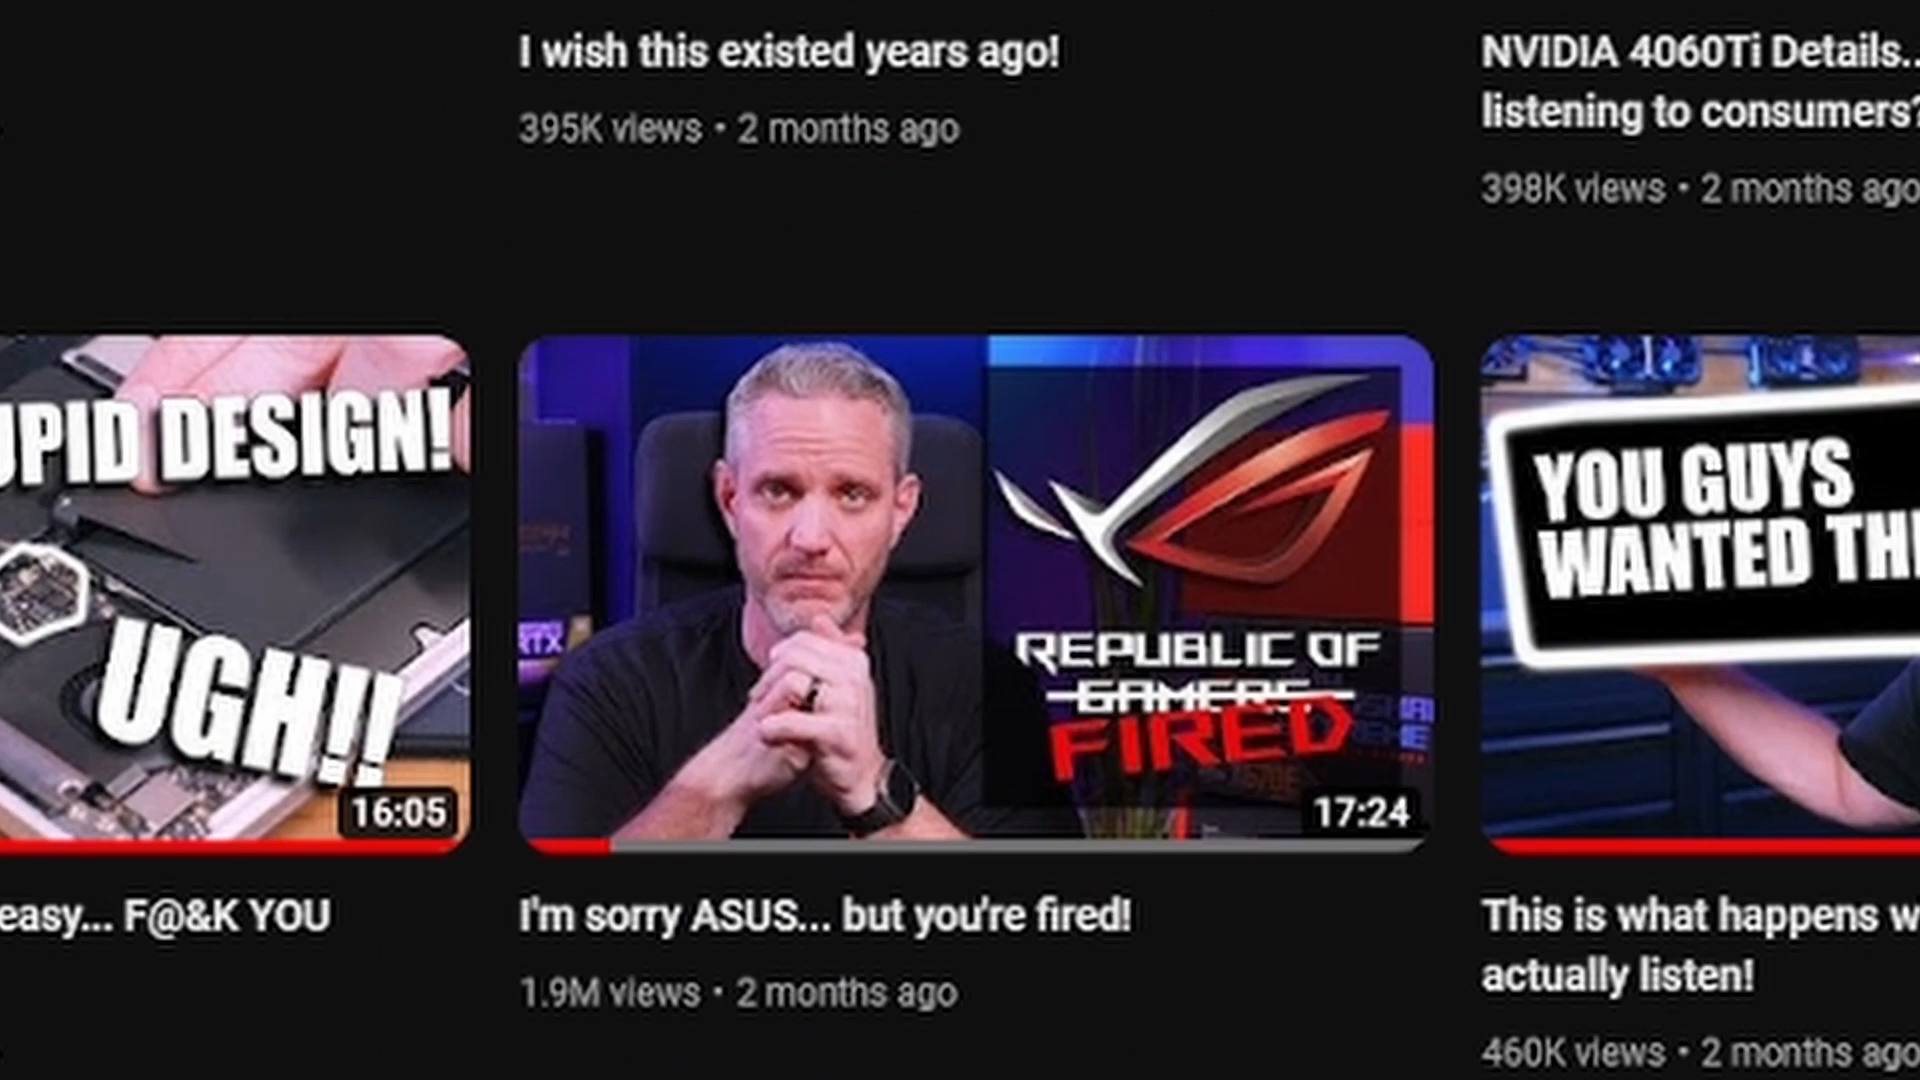 I wish this existed years ago!
395K views • 2 months ago
NVIDIA 4060Ti Details..
listening to consumers?
398K views • 2 months ago
UPID DESIGN!
UGH!!
16:05
easy... F@&K YOU
RTX
REPUBLIC OF
GAMERS
FIRED
17:24
I'm sorry ASUS... but you're fired!
1.9M views • 2 months ago
YOU GUYS
WANTED THI
This is what happens w
actually listen!
460K views • 2 months ago